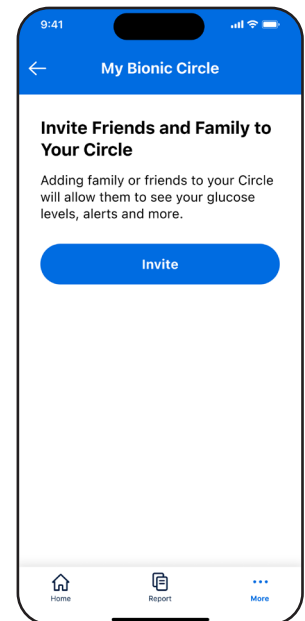 9:41
My Bionic Circle
Invite Friends and Family to
Your Circle
Adding family or friends to your Circle
will allow them to see your glucose
levels, alerts and more.
Invite
Home Report More